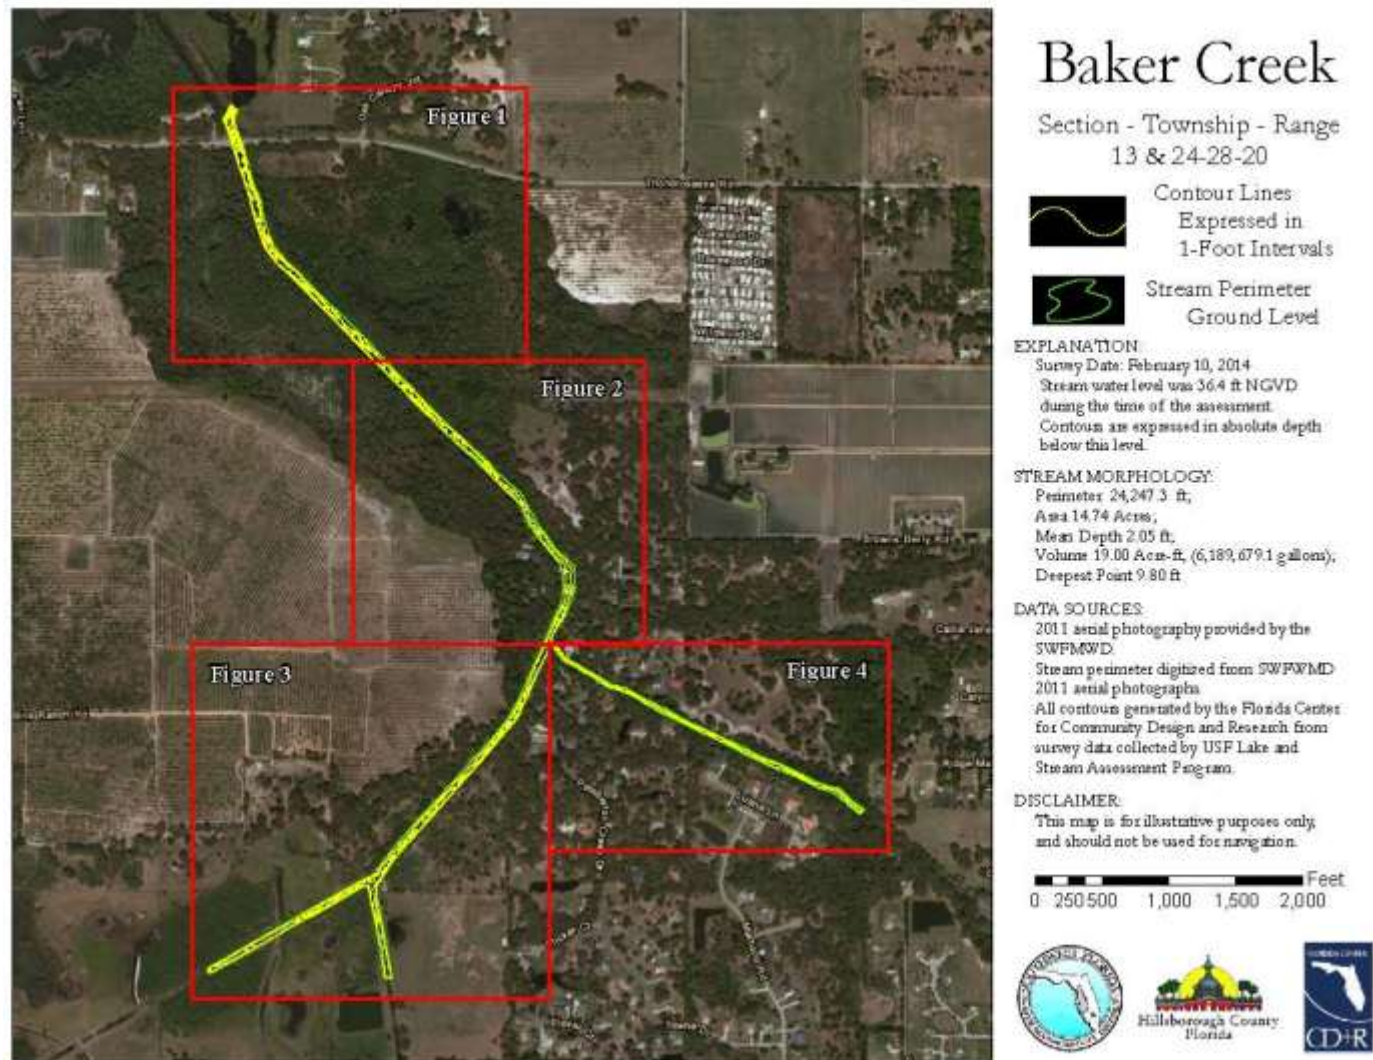 Baker Creek
Section - Township - Range
13 & 24-28-20
Contour Lines
Expressed in
1-Foot Intervals
Stream Perimeter
Ground Level
EXPLANATION:
Survey Date: February 10, 2014
Stream water level was 36.4 ft NGVD
during the time of the assessment.
Contours are expressed in absolute depth
below this level.
STREAM MORPHOLOGY:
Perimeter 24,247.3 ft;
Area 14.74 Acres;
Mean Depth 2.05 ft;
Volume 19.00 Acre-ft, (6,189,679.1 gallons);
Deepest Point 9.80 ft
DATA SOURCES:
2011 aerial photography provided by the
SWFMWD.
Stream perimeter digitized from SWFWMD
2011 aerial photographs.
All contours generated by the Florida Center
for Community Design and Research from
survey data collected by USF Lake and
Stream Assessment Program.
DISCLAIMER:
This map is for illustrative purposes only,
and should not be used for navigation.
Feet
0 250 500 1,000 1,500 2,000
Hillsborough County
Florida
CD+R
Figure 1
Figure 2
Figure 3
Figure 4